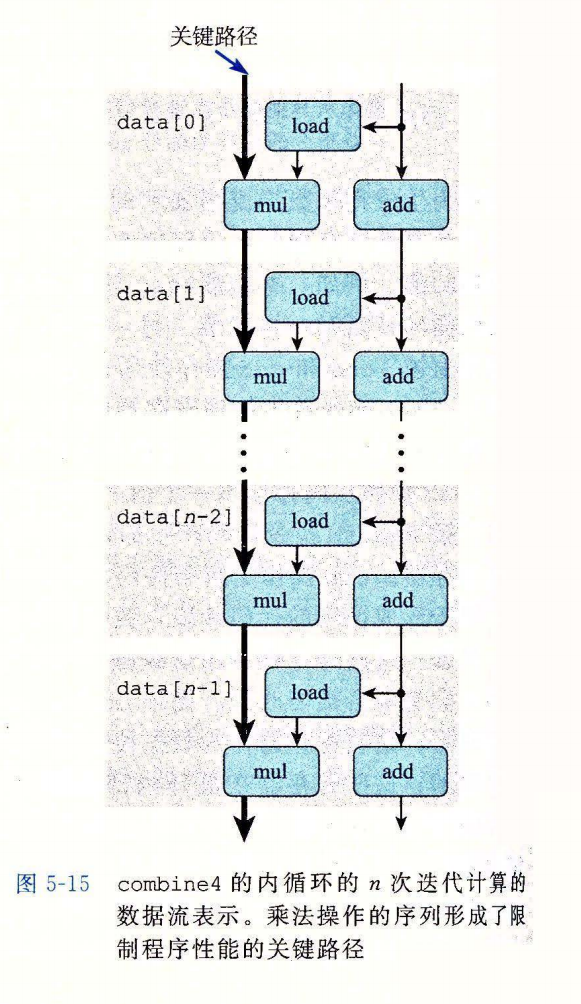 关键路径
data[0]
load
mul
add
data[1]
load
mul
add
data[n-2]
load
mul
add
data[n-1]
load
mul
add
图 5-15 combine4 的内循环的 n 次迭代计算的
数据流表示。乘法操作的序列形成了限
制程序性能的关键路径